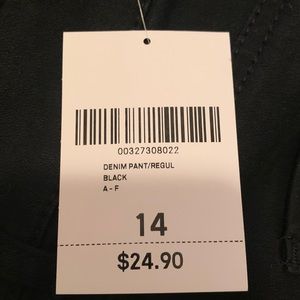 00327308022
DENIM PANT/REGUL
BLACK
A - F
14
$24.90